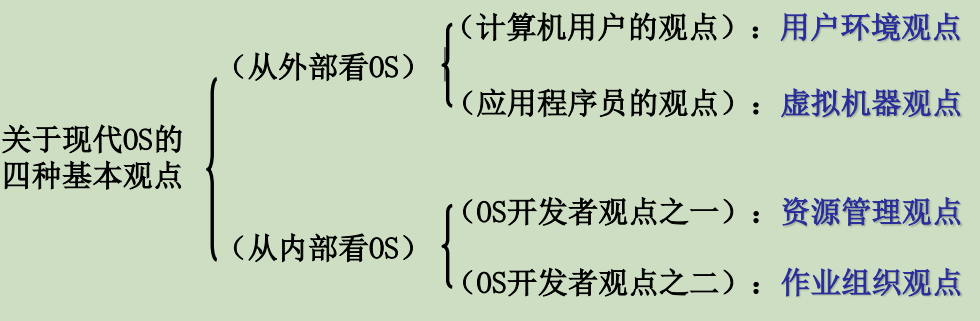 关于现代OS的
四种基本观点
（从外部看OS）
（计算机用户的观点）：用户环境观点
（应用程序员的观点）：虚拟机器观点
（从内部看OS）
（OS开发者观点之一）：资源管理观点
（OS开发者观点之二）：作业组织观点